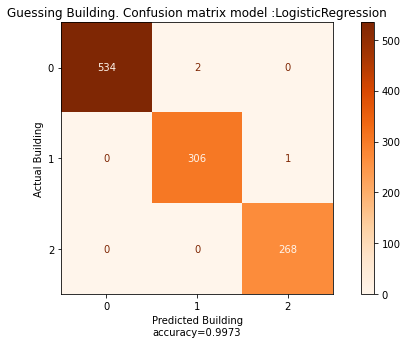 Guessing Building. Confusion matrix model :LogisticRegression
0 534 2 0
1 0 306 1
2 0 0 268
0 1 2
Actual Building
Predicted Building
accuracy=0.9973
500
400
300
200
100
0